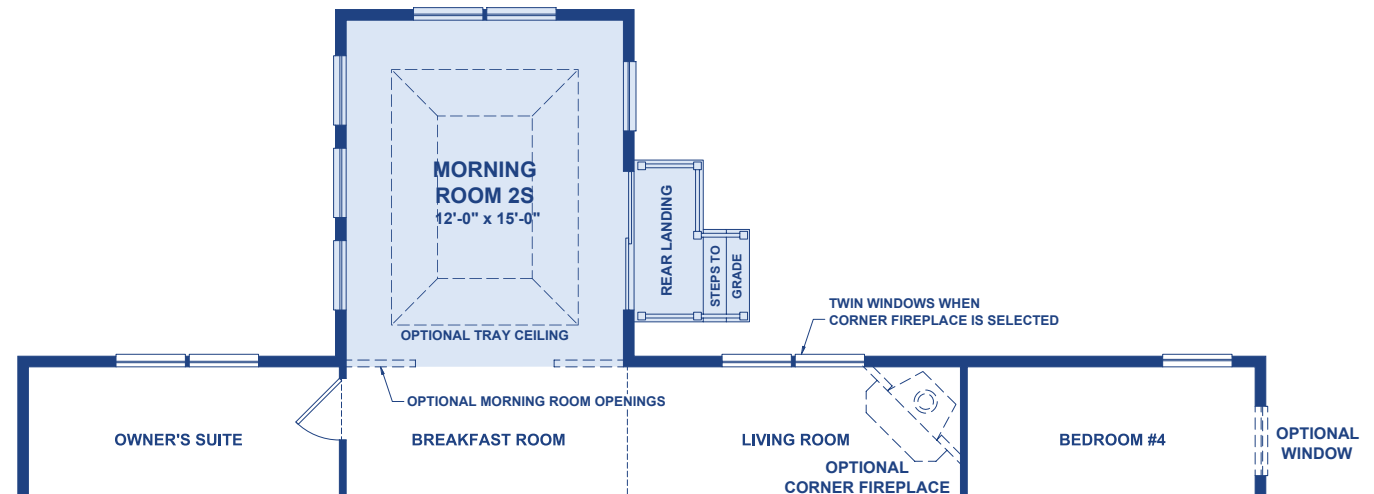 MORNING
ROOM 2S
12'-0" x 15'-0"
REAR LANDING
STEPS TO
GRADE
TWIN WINDOWS WHEN
CORNER FIREPLACE IS SELECTED
OPTIONAL TRAY CEILING
OPTIONAL MORNING ROOM OPENINGS
OWNER'S SUITE
BREAKFAST ROOM
LIVING ROOM
BEDROOM #4
OPTIONAL
WINDOW
OPTIONAL
CORNER FIREPLACE